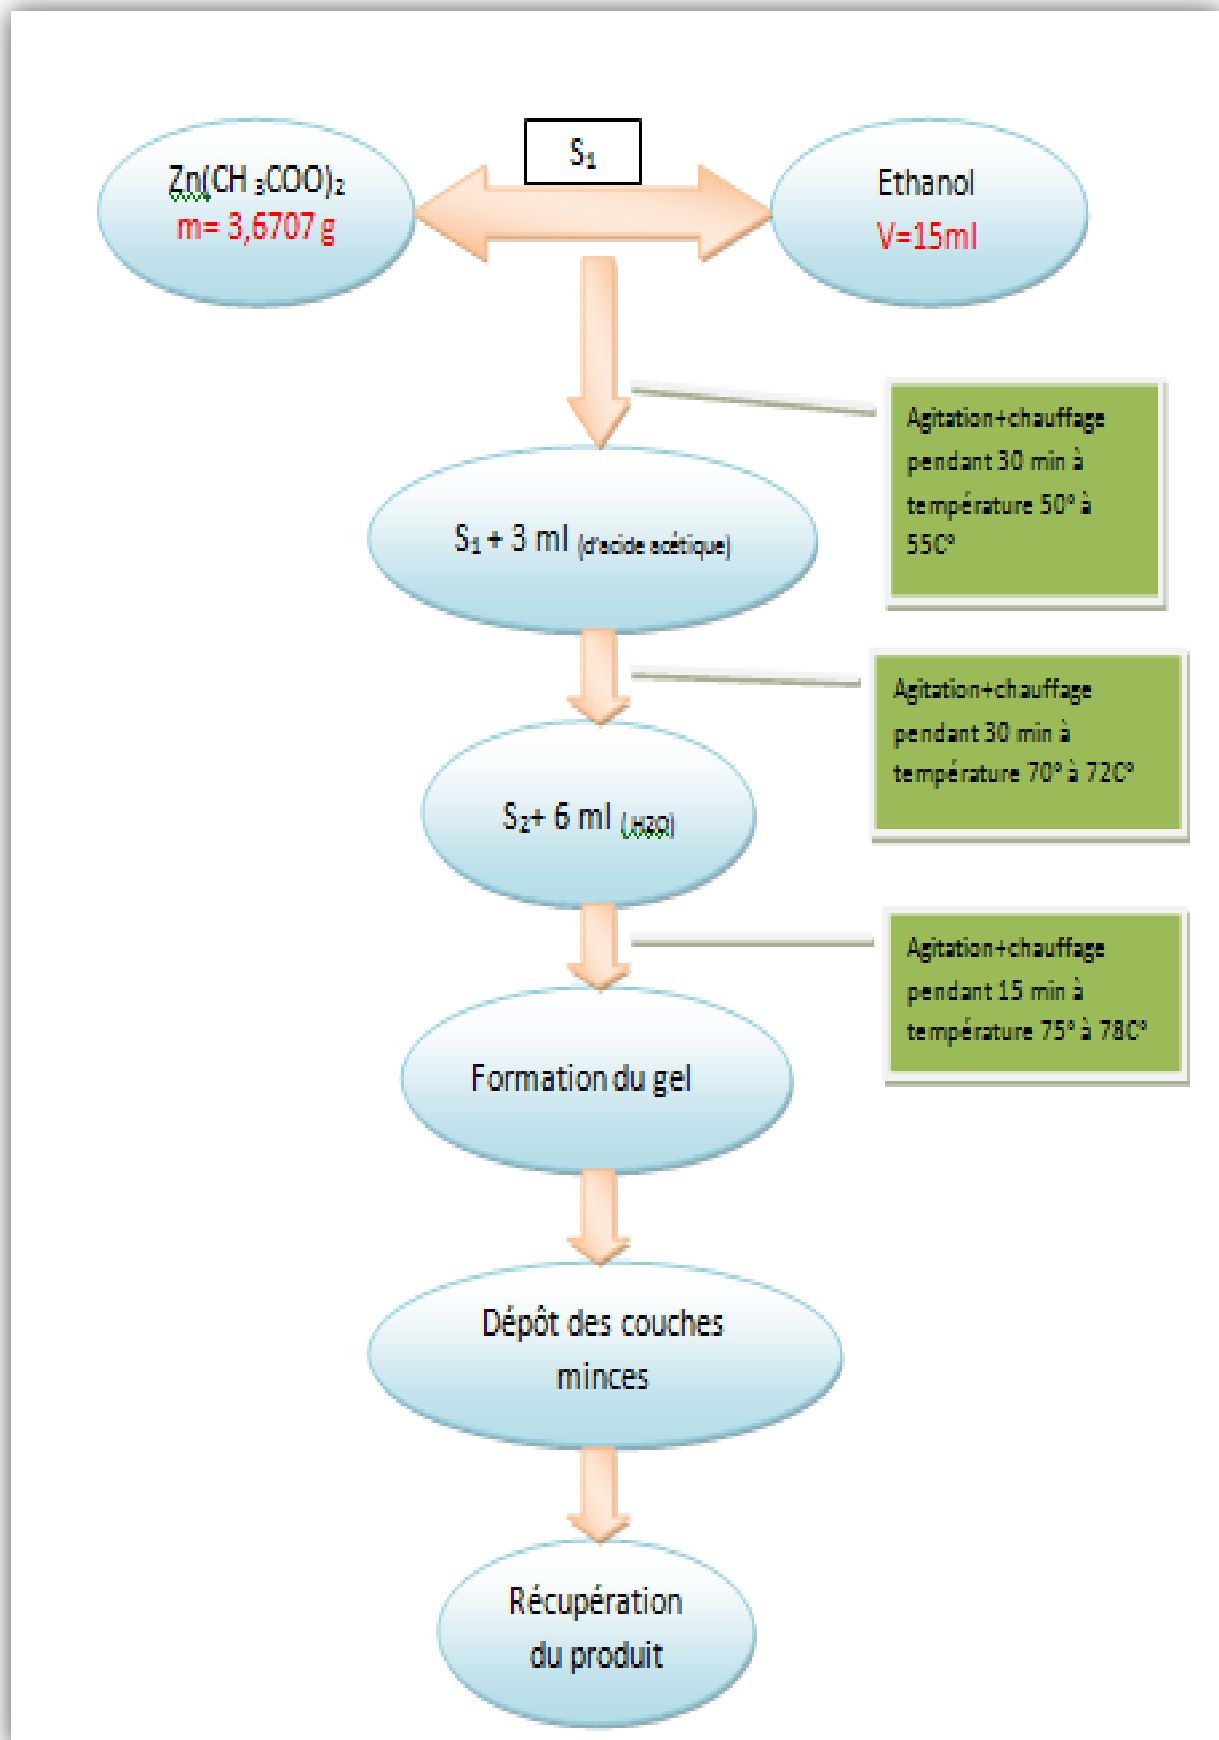 S₁
Zn(CH ₃COO)₂
m= 3,6707 g
Ethanol
V=15ml
Agitation+chauffage
pendant 30 min à
température 50° à
55C°
S₁ + 3 ml (d'acide acétique)
Agitation+chauffage
pendant 30 min à
température 70° à 72C°
S₂+ 6 ml ( H2O)
Agitation+chauffage
pendant 15 min à
température 75° à 78C°
Formation du gel
Dépôt des couches
minces
Récupération
du produit